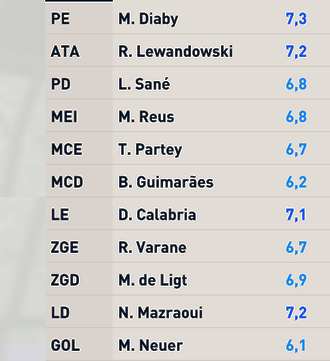 PE M. Diaby 7,3
ATA R. Lewandowski 7,2
PD L. Sané 6,8
MEI M. Reus 6,8
MCE T. Partey 6,7
MCD B. Guimarães 6,2
LE D. Calabria 7,1
ZGE R. Varane 6,7
ZGD M. de Ligt 6,9
LD N. Mazraoui 7,2
GOL M. Neuer 6,1